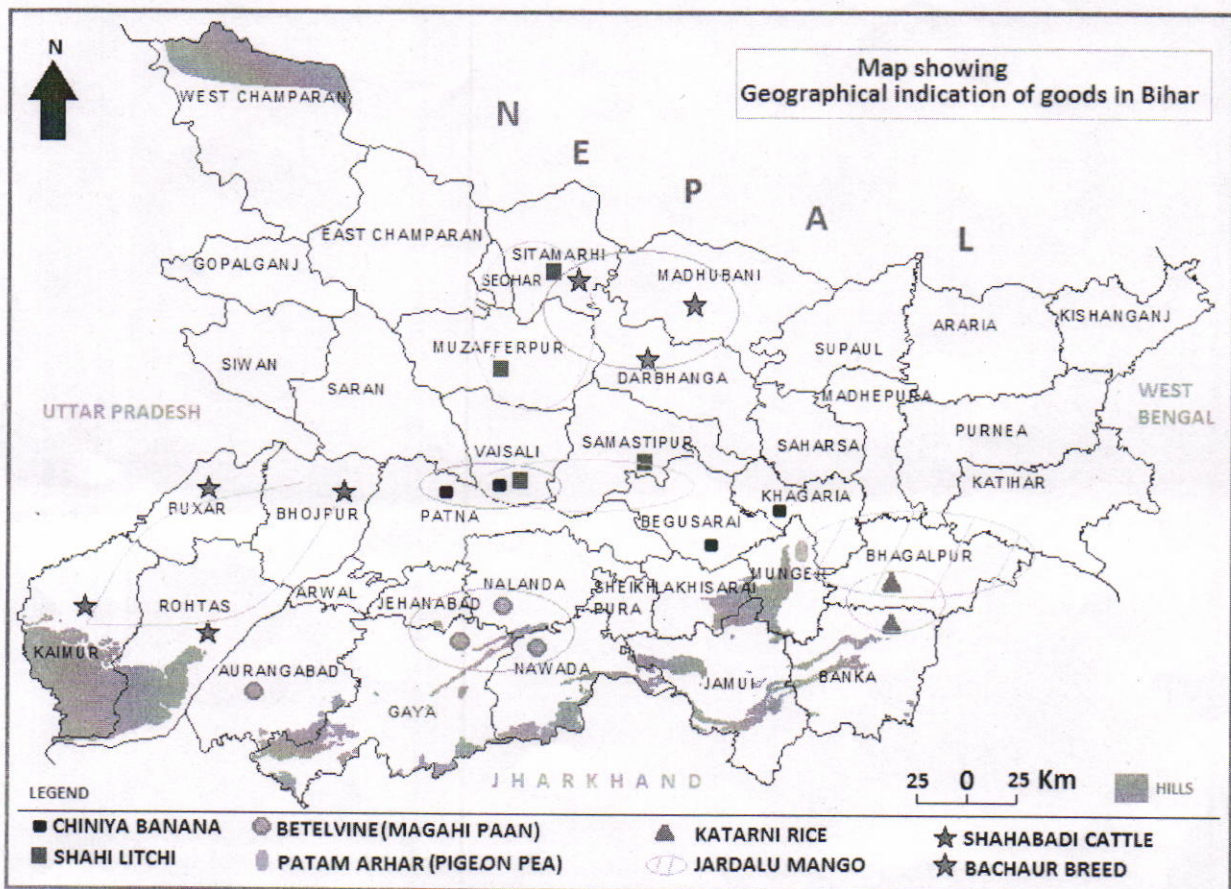 N
Map showing
Geographical indication of goods in Bihar
WEST CHAMPARAN
N
E
P
A
L
EAST CHAMPARAN
SITAMARHI
SEOHAR
MADHUBANI
GOPALGANJ
ARARIA
KISHANGANJ
MUZAFFERPUR
SUPAUL
SIWAN
DARBHANGA
SARAN
MADHEPURA
WEST
BENGAL
UTTAR PRADESH
PURNEA
VAISALI
SAMASTIPUR
SAHARSA
KATIHAR
KHAGARIA
BUXAR
BHOJPUR
PATNA
BEGUSARAI
BHAGALPUR
MUNGER
NALANDA
SHEIKH
PURA
LAKHISARAI
ARWAL
JEHANABAD
ROHTAS
KAIMUR
AURANGABAD
NAWADA
JAMUI
BANKA
GAYA
JHARKHAND
25 0 25 Km
HILLS
LEGEND
CHINIYA BANANA
BETELVINE(MAGAHI PAAN)
KATARNI RICE
SHAHABADI CATTLE
SHAHI LITCHI
PATAM ARHAR (PIGEON PEA)
JARDALU MANGO
BACHAUR BREED